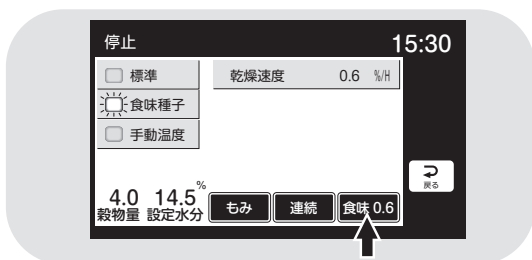 停止 15:30
標準
食味種子
手動温度
乾燥速度 0.6 %/H
戻る
4.0 14.5%
穀物量 設定水分
もみ 連続 食味 0.6